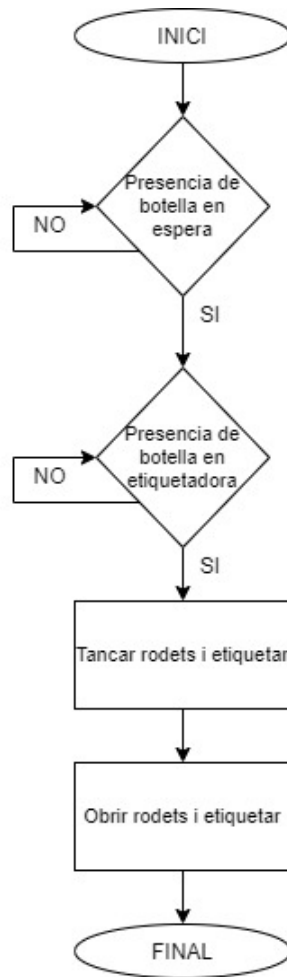 INICI
Presencia de
botella en
espera
NO
SI
Presencia de
botella en
etiquetadora
NO
SI
Tancar rodets i etiquetar
Obrir rodets i etiquetar
FINAL